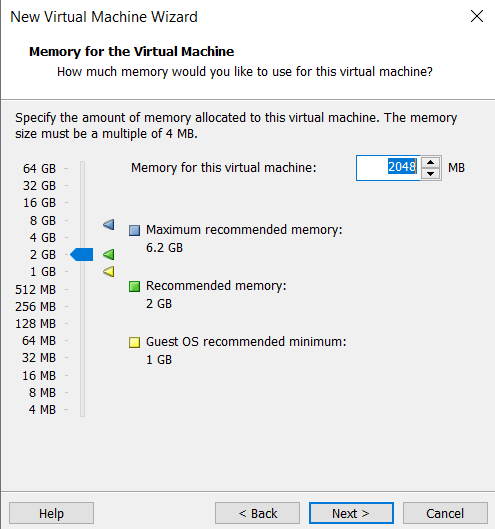 New Virtual Machine Wizard
Memory for the Virtual Machine
How much memory would you like to use for this virtual machine?
Specify the amount of memory allocated to this virtual machine. The memory
size must be a multiple of 4 MB.
Memory for this virtual machine: 2048 MB
64 GB
32 GB
16 GB
8 GB
4 GB
2 GB
1 GB
512 MB
256 MB
128 MB
64 MB
32 MB
16 MB
8 MB
4 MB
Maximum recommended memory:
6.2 GB
Recommended memory:
2 GB
Guest OS recommended minimum:
1 GB
Help
< Back
Next >
Cancel